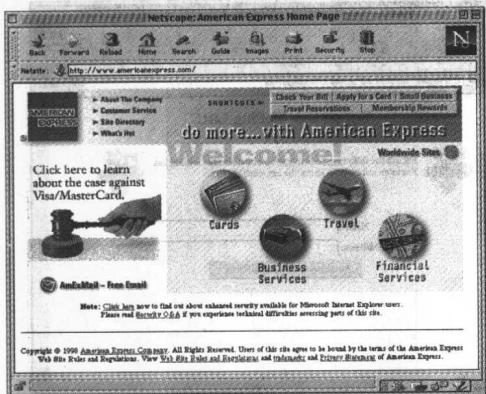 Netscape: American Express Home Page
Back Forward Reload Home Search Guide Images Print Security Stop
N
Netsite: http://www.americanexpress.com/
AMERICAN EXPRESS
► About The Company
► Customer Service
► Site Directory
► What's Hot
SHORTCUTS ►
Check Your Bill | Apply for a Card | Small Business
Travel Reservations | Membership Rewards
do more...with American Express
Welcome!
Worldwide Sites
Click here to learn
about the case against
Visa/MasterCard.
Cards
Travel
Business
Services
Financial
Services
AmExMail – Free Email
Note: Click here now to find out about enhanced security available for Microsoft Internet Explorer users.
Please read Security Q&A if you experience technical difficulties accessing parts of this site.
Copyright © 1998 American Express Company. All Rights Reserved. Users of this site agree to be bound by the terms of the American Express
Web Site Rules and Regulations. View Web Site Rules and Regulations and trademarks and Privacy Statement of American Express.